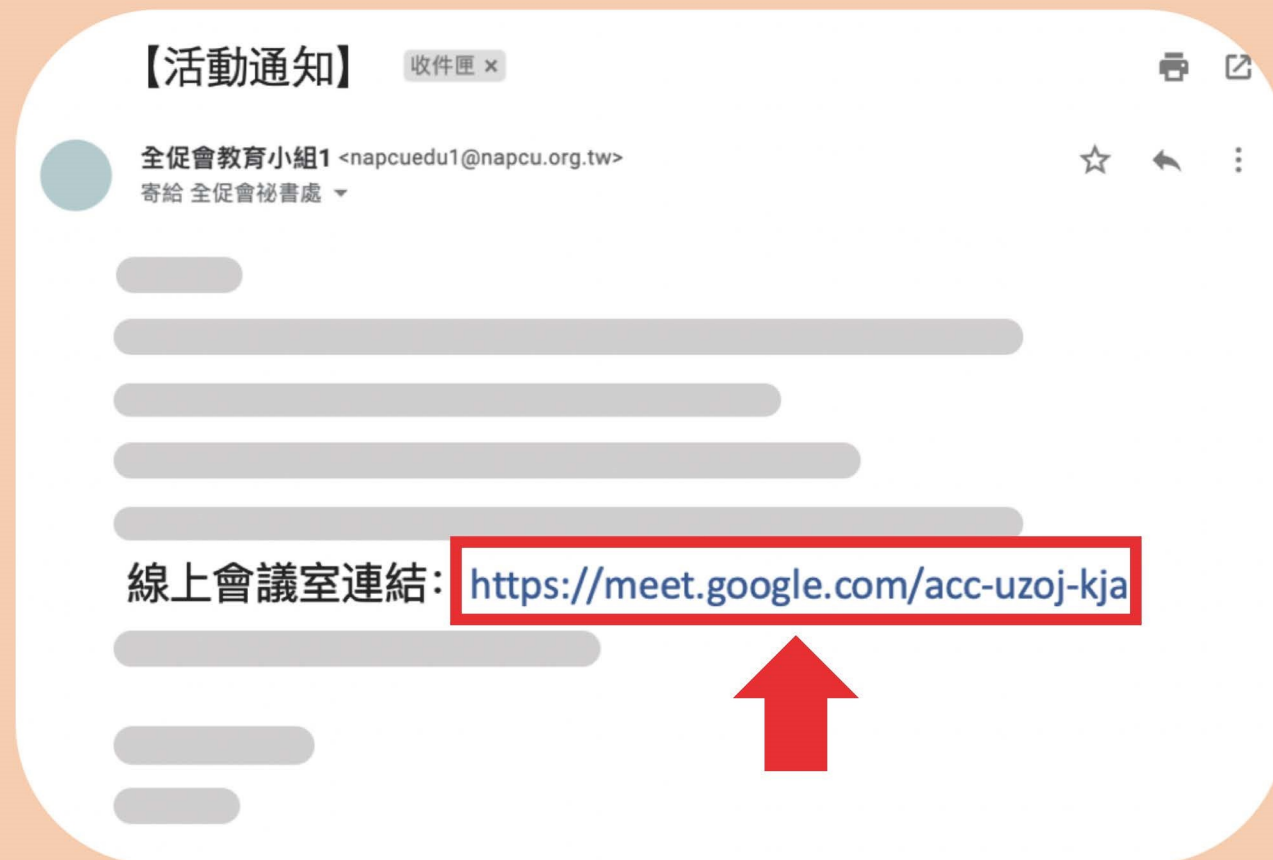 【活動通知】 收件匣 ×
全促會教育小組1 <napcuedu1@napcu.org.tw>
寄給 全促會祕書處
線上會議室連結: https://meet.google.com/acc-uzoj-kja